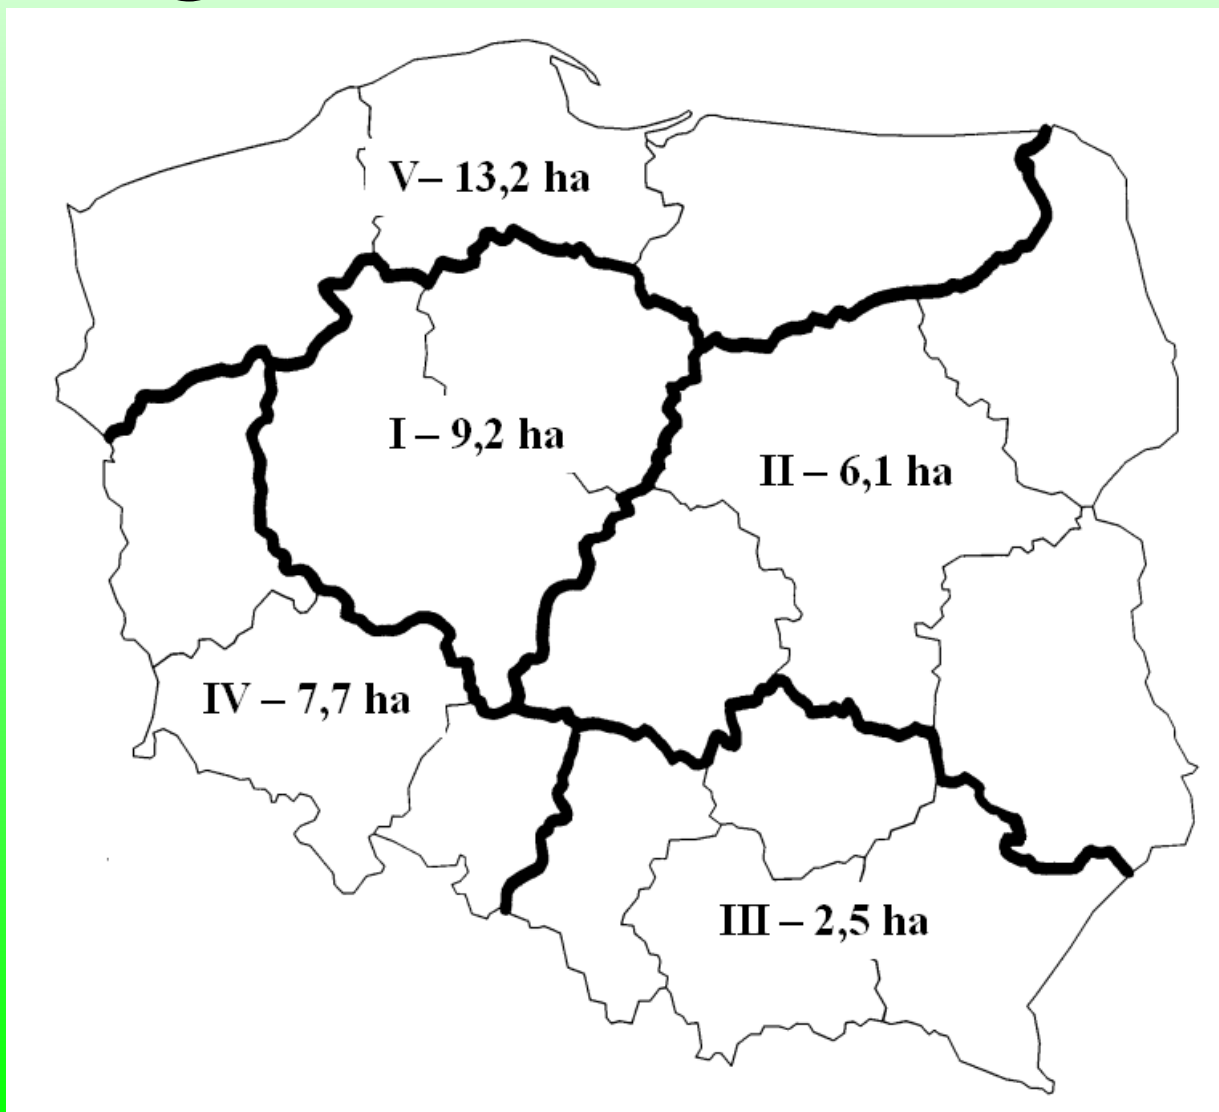 V– 13,2 ha
I – 9,2 ha
II – 6,1 ha
IV – 7,7 ha
III – 2,5 ha